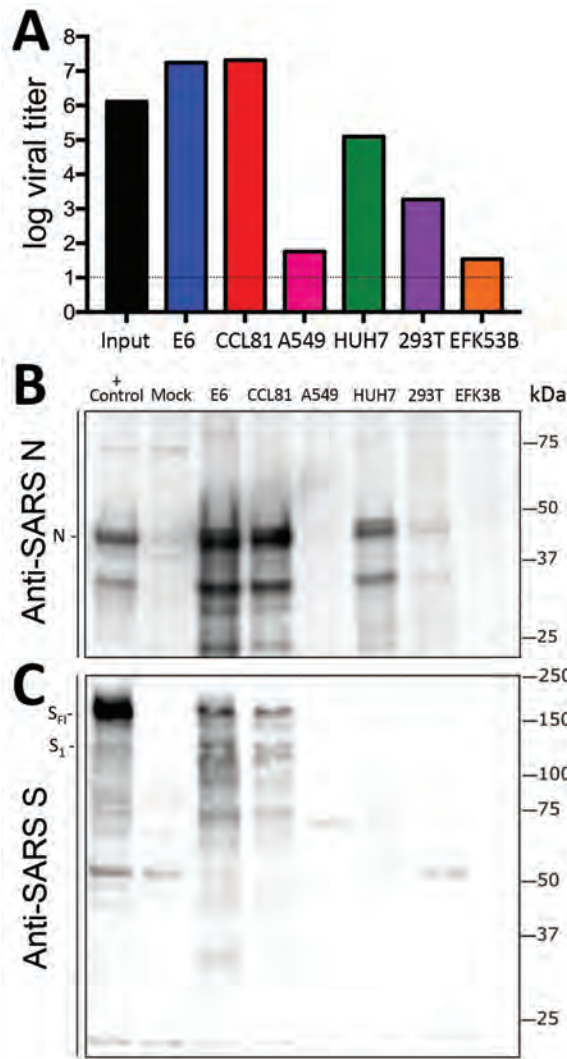 A
log viral titer
8
7
6
5
4
3
2
1
0
Input E6 CCL81 A549 HUH7 293T EFK53B
B
+
Control Mock E6 CCL81 A549 HUH7 293T EFK3B kDa
Anti-SARS N
N -
75
50
37
25
C
Anti-SARS S
SFl-
S1 -
250
150
100
75
50
37
25